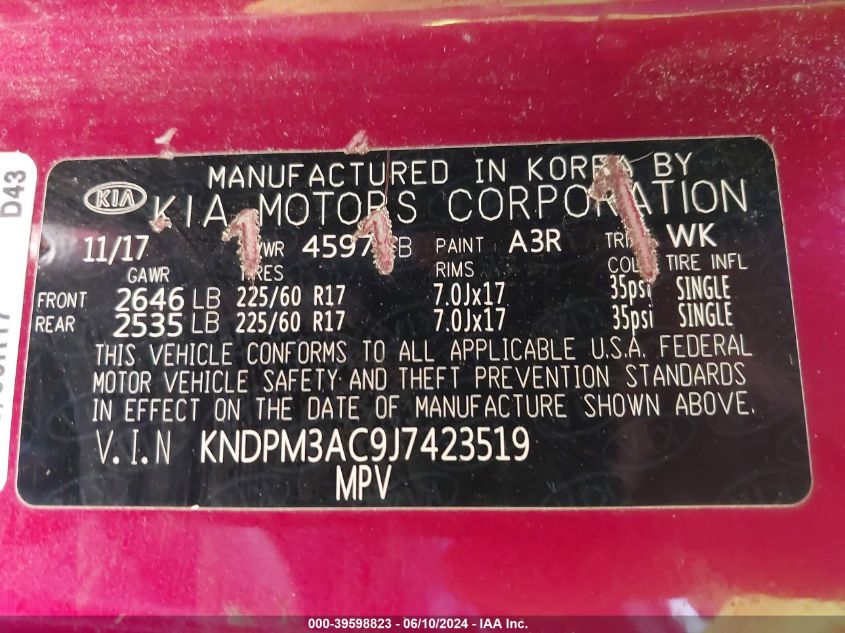 D43
MANUFACTURED IN KOREA BY
KIA KIA MOTORS CORPORATION
11/17 4597 PAINT A3R WK
GAWR RIMS TIRE INFL
FRONT 2646 LB 225/60 R17 7.0Jx17 35psi SINGLE
REAR 2535 LB 225/60 R17 7.0Jx17 35psi SINGLE
THIS VEHICLE CONFORMS TO ALL APPLICABLE U.S.A. FEDERAL
MOTOR VEHICLE SAFETY AND THEFT PREVENTION STANDARDS
IN EFFECT ON THE DATE OF MANUFACTURE SHOWN ABOVE.
V.I.N KNDPM3AC9J7423519
MPV
000-39598823 - 06/10/2024 - IAA Inc.